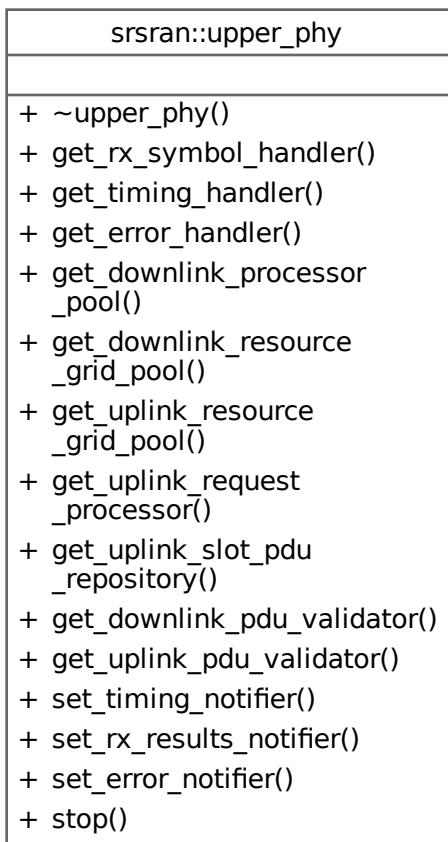 srsran::upper_phy
+ ~upper_phy()
+ get_rx_symbol_handler()
+ get_timing_handler()
+ get_error_handler()
+ get_downlink_processor
_pool()
+ get_downlink_resource
_grid_pool()
+ get_uplink_resource
_grid_pool()
+ get_uplink_request
_processor()
+ get_uplink_slot_pdu
_repository()
+ get_downlink_pdu_validator()
+ get_uplink_pdu_validator()
+ set_timing_notifier()
+ set_rx_results_notifier()
+ set_error_notifier()
+ stop()